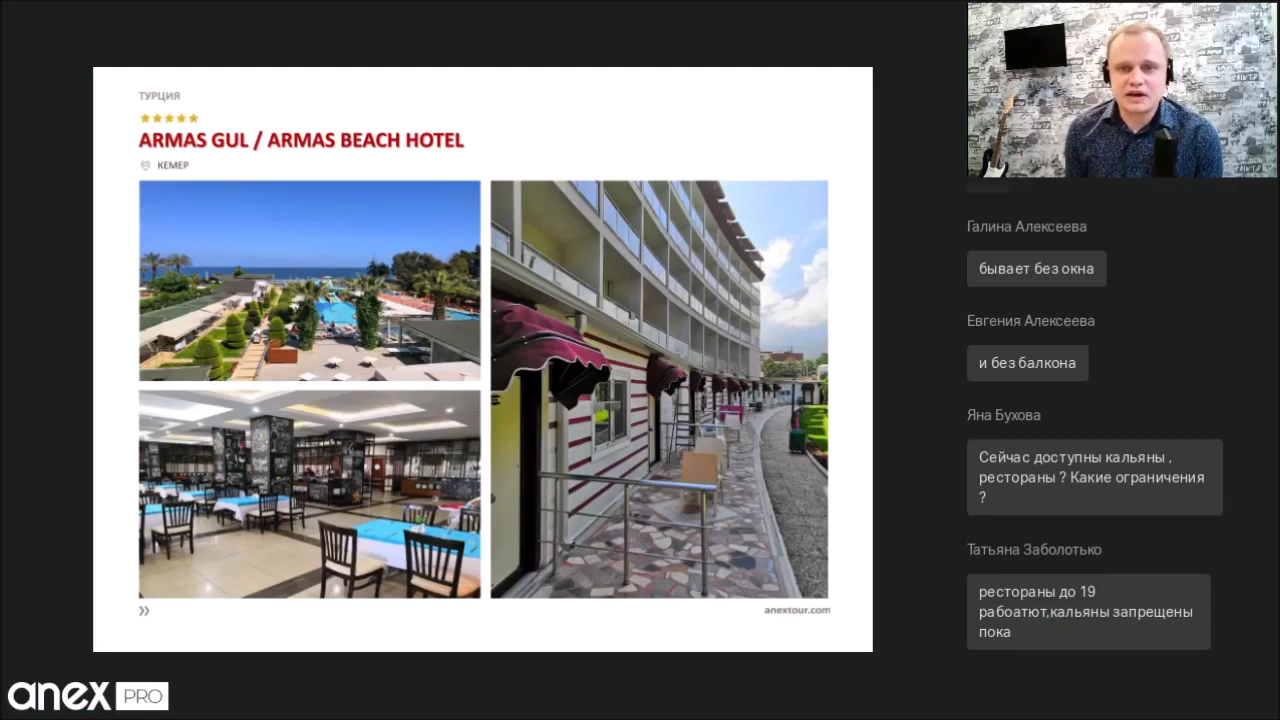 ТУРЦИЯ
ARMAS GUL / ARMAS BEACH HOTEL
КЕМЕР
anextour.com
anex PRO
Галина Алексеева
бывает без окна
Евгения Алексеева
и без балкона
Яна Бухова
Сейчас доступны кальяны ,
рестораны ? Какие ограничения
?
Татьяна Заболотько
рестораны до 19
рабоатют,кальяны запрещены
пока